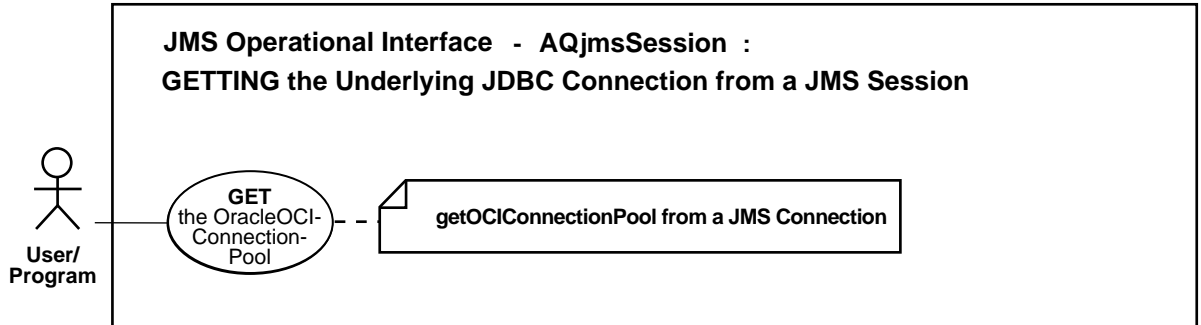 JMS Operational Interface - AQjmsSession :
GETTING the Underlying JDBC Connection from a JMS Session
GET
the OracleOCI-
Connection-
Pool
getOCIConnectionPool from a JMS Connection
User/
Program